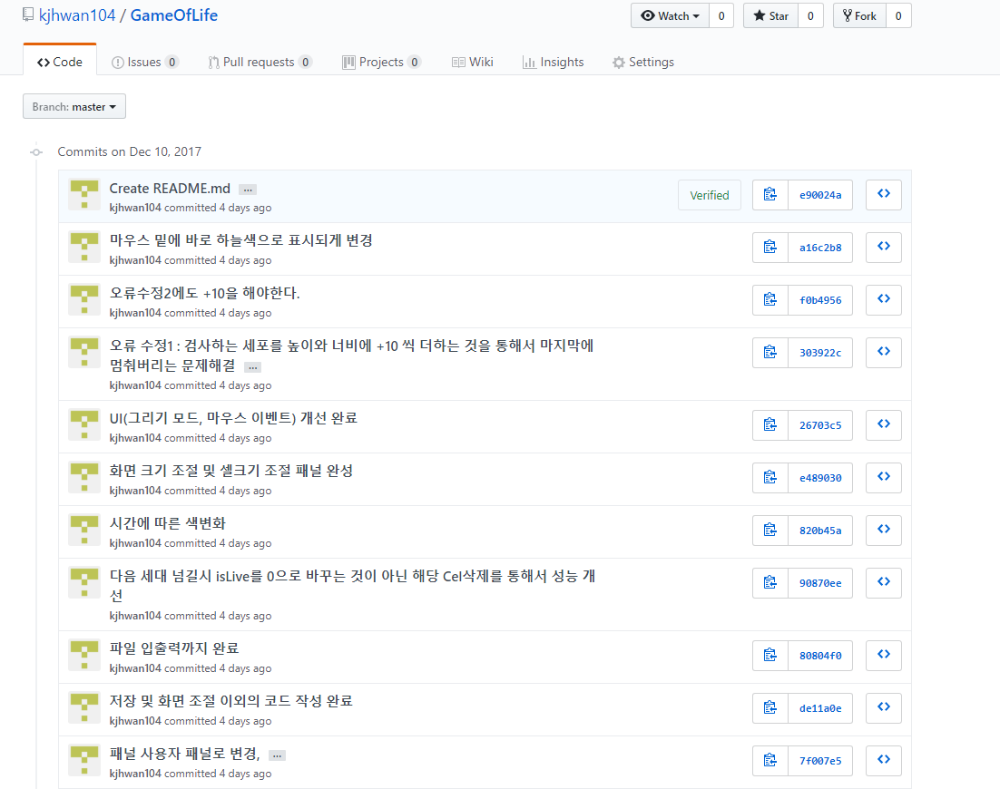 kjhwan104 / GameOfLife
Watch 0 Star 0 Fork 0
Code Issues 0 Pull requests 0 Projects 0 Wiki Insights Settings
Branch: master
Commits on Dec 10, 2017
Create README.md …
kjhwan104 committed 4 days ago
Verified e90024a
마우스 밑에 바로 하늘색으로 표시되게 변경
kjhwan104 committed 4 days ago
a16c2b8
오류수정2에도 +10을 해야한다.
kjhwan104 committed 4 days ago
f0b4956
오류 수정1 : 검사하는 세포를 높이와 너비에 +10 씩 더하는 것을 통해서 마지막에
멈춰버리는 문제해결 …
kjhwan104 committed 4 days ago
303922c
UI(그리기 모드, 마우스 이벤트) 개선 완료
kjhwan104 committed 4 days ago
26703c5
화면 크기 조절 및 셀크기 조절 패널 완성
kjhwan104 committed 4 days ago
e489030
시간에 따른 색변화
kjhwan104 committed 4 days ago
820b45a
다음 세대 넘길시 isLive를 0으로 바꾸는 것이 아닌 해당 Cel삭제를 통해서 성능 개
선
kjhwan104 committed 4 days ago
90870ee
파일 입출력까지 완료
kjhwan104 committed 4 days ago
80804f0
저장 및 화면 조절 이외의 코드 작성 완료
kjhwan104 committed 4 days ago
de11a0e
패널 사용자 패널로 변경, …
kjhwan104 committed 4 days ago
7f007e5